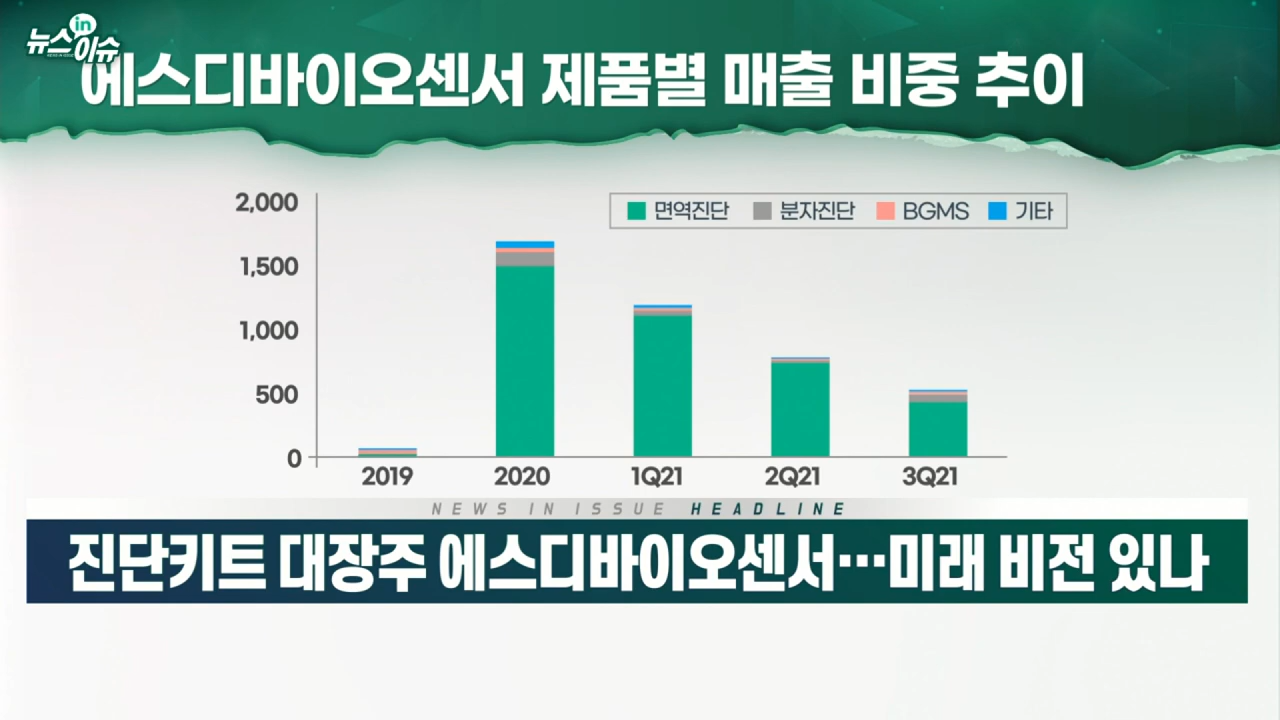 뉴스in이슈
에스디바이오센서 제품별 매출 비중 추이
면역진단 분자진단 BGMS 기타
2,000
1,500
1,000
500
0
2019 2020 1Q21 2Q21 3Q21
NEWS IN ISSUE HEADLINE
진단키트 대장주 에스디바이오센서…미래 비전 있나